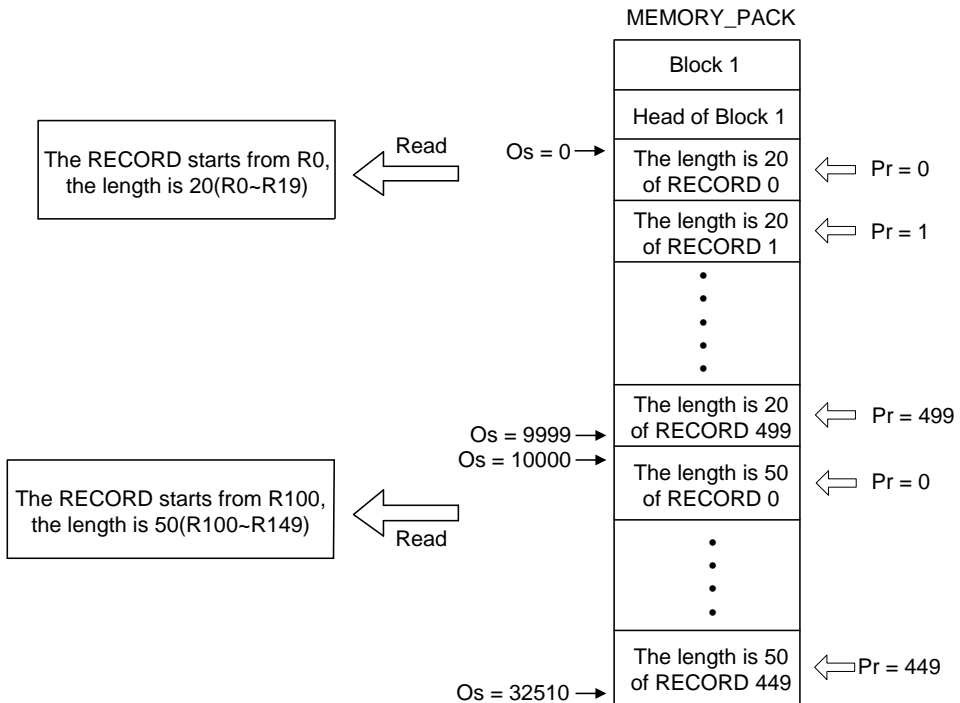 MEMORY_PACK
Block 1
Head of Block 1
The RECORD starts from R0,
the length is 20(R0~R19)
Read
Os = 0
The length is 20
of RECORD 0
Pr = 0
The length is 20
of RECORD 1
Pr = 1
The length is 20
of RECORD 499
Pr = 499
Os = 9999
Os = 10000
The length is 50
of RECORD 0
Pr = 0
The RECORD starts from R100,
the length is 50(R100~R149)
Read
The length is 50
of RECORD 449
Pr = 449
Os = 32510